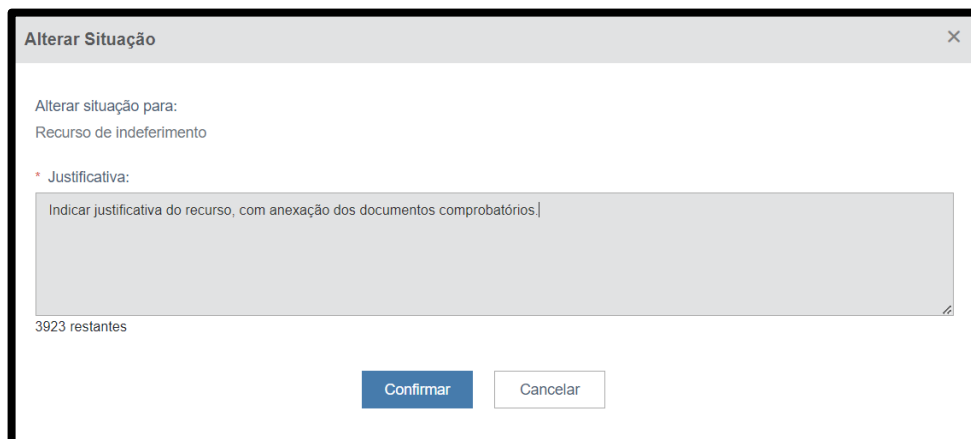 Alterar Situação
Alterar situação para:
Recurso de indeferimento
* Justificativa:
Indicar justificativa do recurso, com anexação dos documentos comprobatórios.
3923 restantes
Confirmar
Cancelar